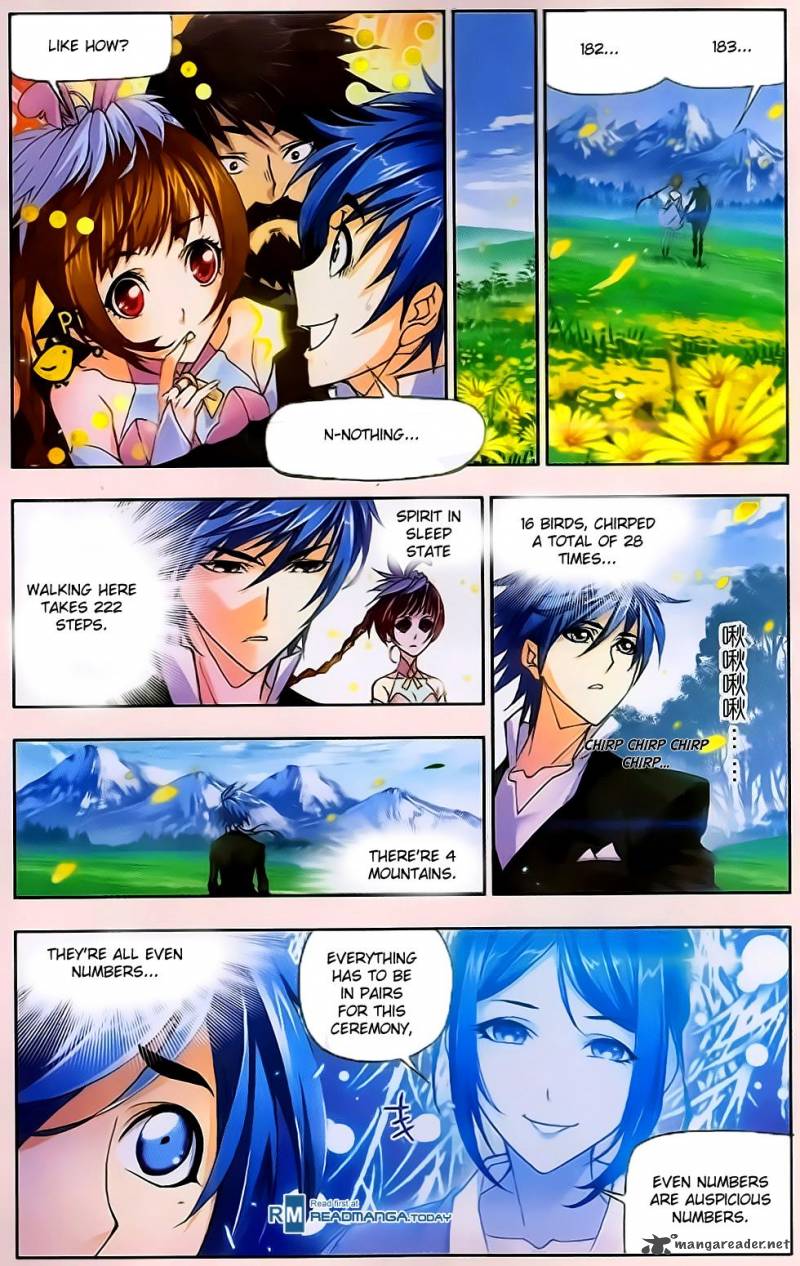 LIKE HOW?
Pi
N-NOTHING...
182...
183...
WALKING HERE
TAKES 222
STEPS.
SPIRIT IN
SLEEP
STATE
16 BIRDS, CHIRPED
A TOTAL OF 28
TIMES...
啾、
啾
啾
啾
……
CHIRP CHIRP CHIRP
CHIRP...
THERE'RE 4
MOUNTAINS.
THEY'RE ALL EVEN
NUMBERS...
EVERYTHING
HAS TO BE
IN PAIRS
FOR THIS
CEREMONY,
EVEN NUMBERS
ARE AUSPICIOUS
NUMBERS.
RM
Read first at
READMANGA.TODAY
mangareader.net